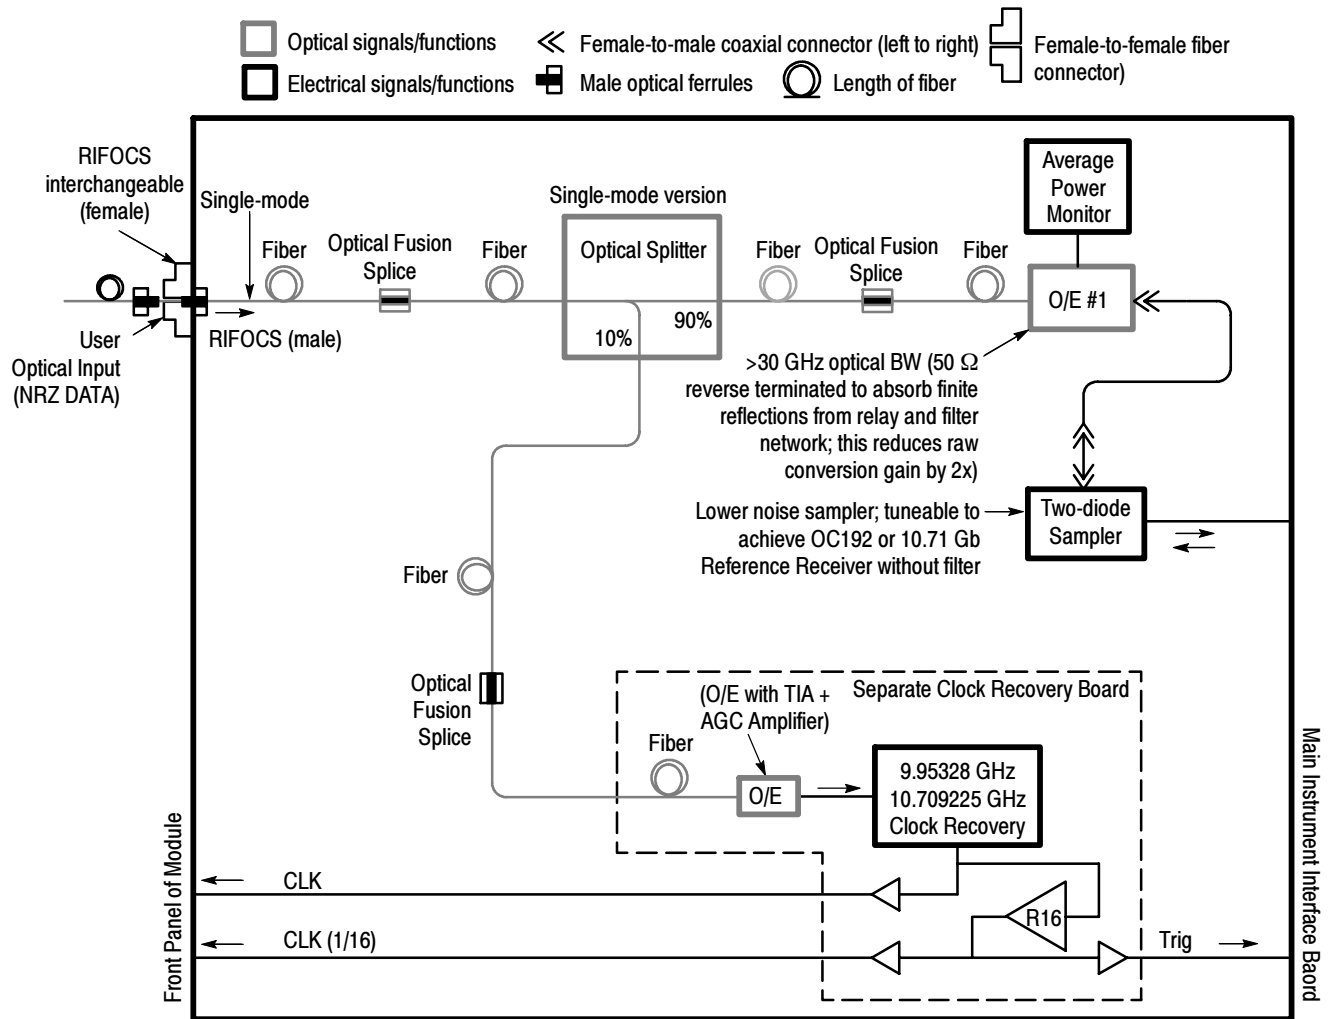 Optical signals/functions
Electrical signals/functions
Female-to-male coaxial connector (left to right)
Male optical ferrules
Length of fiber
Female-to-female fiber
connector)
RIFOCS
interchangeable
(female)
Single-mode
Fiber
Optical Fusion
Splice
Fiber
Single-mode version
Optical Splitter
10%
90%
Fiber
Optical Fusion
Splice
Fiber
Average
Power
Monitor
O/E #1
User
Optical Input
(NRZ DATA)
RIFOCS (male)
>30 GHz optical BW (50 Ω
reverse terminated to absorb finite
reflections from relay and filter
network; this reduces raw
conversion gain by 2x)
Lower noise sampler; tuneable to
achieve OC192 or 10.71 Gb
Reference Receiver without filter
Two-diode
Sampler
Fiber
Optical
Fusion
Splice
(O/E with TIA +
AGC Amplifier)
Separate Clock Recovery Board
Fiber
O/E
9.95328 GHz
10.709225 GHz
Clock Recovery
R16
CLK
CLK (1/16)
Trig
Front Panel of Module
Main Instrument Interface Baord